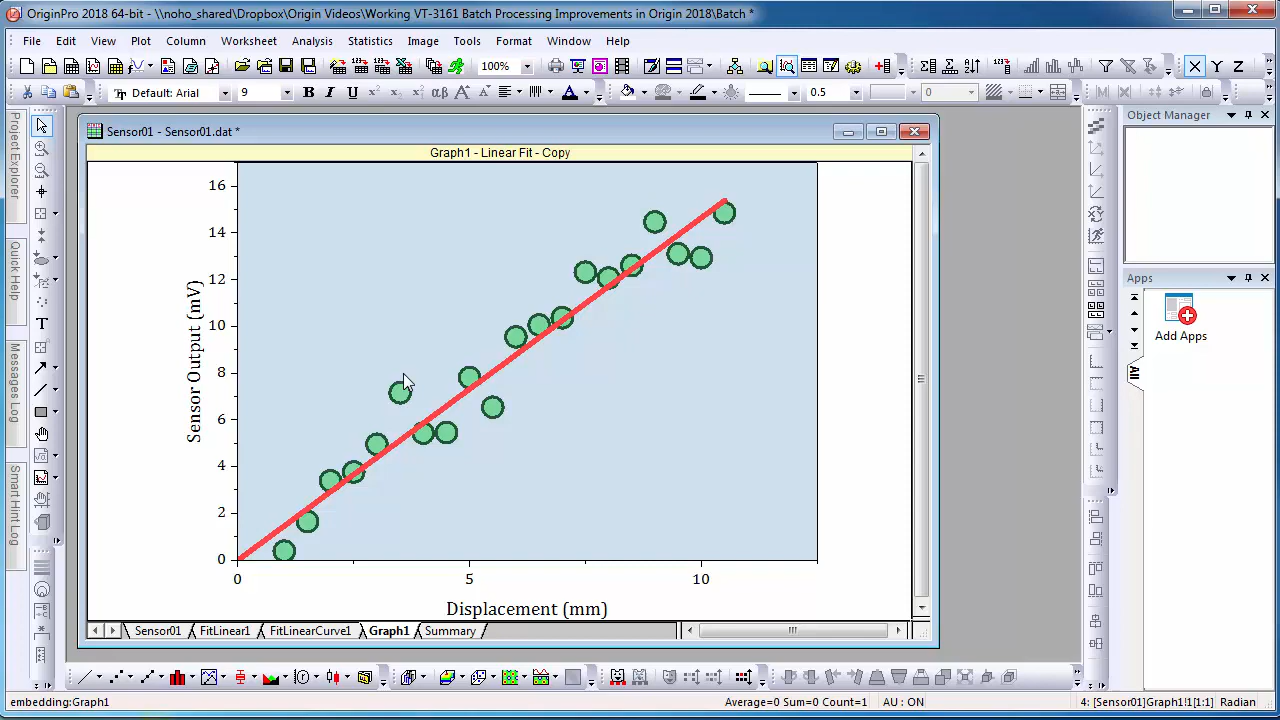 OriginPro 2018 64-bit - \\noho_shared\Dropbox\Origin Videos\Working VT-3161 Batch Processing Improvements in Origin 2018\Batch *
File Edit View Plot Column Worksheet Analysis Statistics Image Tools Format Window Help
100%
Default: Arial 9 B I U 0.5 0 X Y Z
Project Explorer
Quick Help
Messages Log
Smart Hint Log
Sensor01 - Sensor01.dat *
Graph1 - Linear Fit - Copy
16
14
12
10
8
6
4
2
0
Sensor Output (mV)
0 5 10
Displacement (mm)
Sensor01 FitLinear1 FitLinearCurve1 Graph1 Summary
Object Manager
Apps
Add Apps
All
embedding:Graph1 Average=0 Sum=0 Count=1 AU : ON 4: [Sensor01]Graph1!1[1:1] Radian